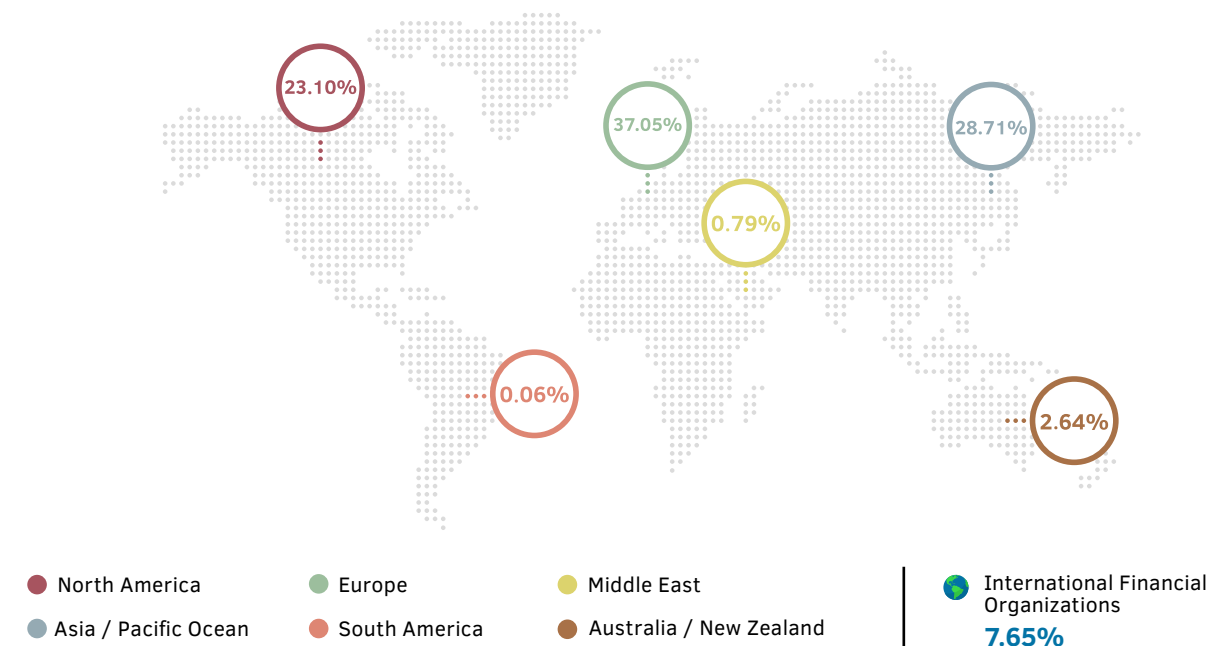 23.10%
37.05%
28.71%
0.79%
0.06%
2.64%
North America
Europe
Middle East
International Financial
Organizations
Asia / Pacific Ocean
South America
Australia / New Zealand
7.65%